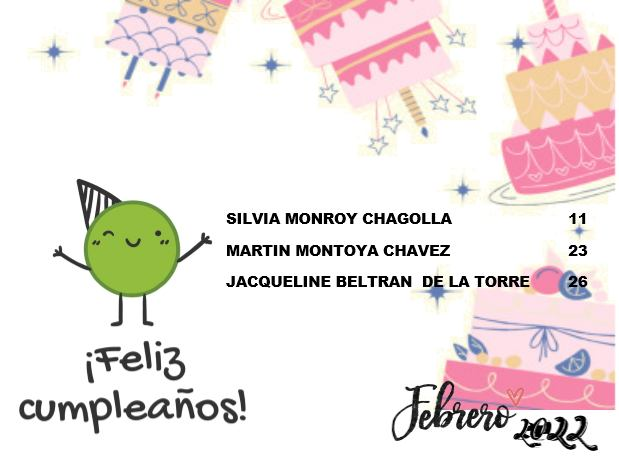 SILVIA MONROY CHAGOLLA 11
MARTIN MONTOYA CHAVEZ 23
JACQUELINE BELTRAN DE LA TORRE 26
¡Feliz
cumpleaños!
Febrero 2022